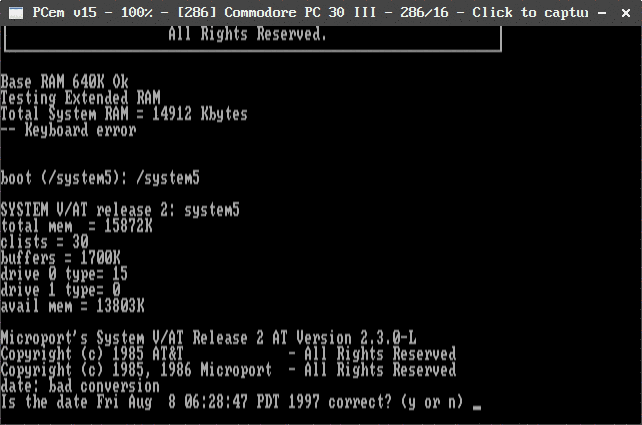 PCem v15 - 100% - [286] Commodore PC 30 III - 286/16 - Click to captu
All Rights Reserved.
Base RAM 640K Ok
Testing Extended RAM
Total System RAM = 14912 Kbytes
-- Keyboard error
boot (/system5): /system5
SYSTEM V/AT release 2: system5
total mem  = 15872K
clists = 30
buffers = 1700K
drive 0 type= 15
drive 1 type= 0
avail mem = 13803K
Microport's System V/AT Release 2 AT Version 2.3.0-L
Copyright (c) 1985 AT&T             - All Rights Reserved
Copyright (c) 1985, 1986 Microport  - All Rights Reserved
date: bad conversion
Is the date Fri Aug  8 06:28:47 PDT 1997 correct? (y or n) _